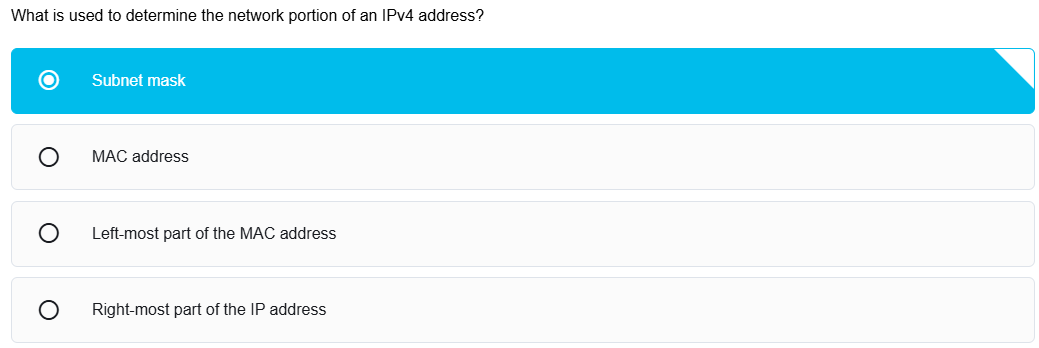 What is used to determine the network portion of an IPv4 address?
Subnet mask
MAC address
Left-most part of the MAC address
Right-most part of the IP address